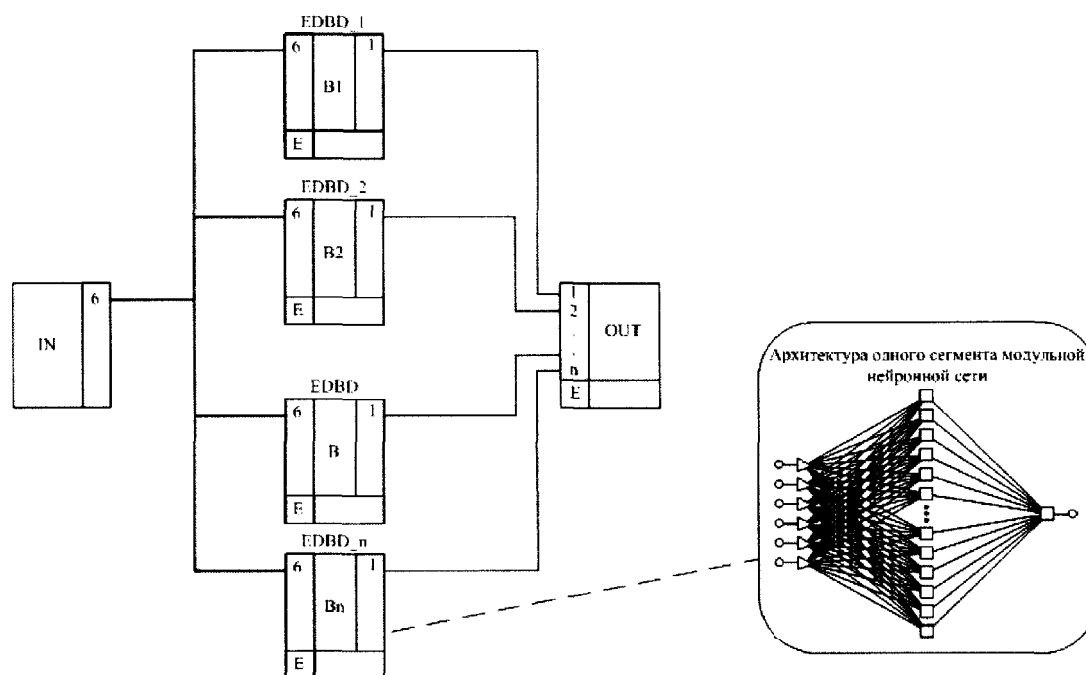 EDBD_1
6 1
B1
E
EDBD_2
6 1
B2
E
6
IN
1
2
.
.
n
OUT
E
EDBD
6 1
B
E
EDBD_n
6 1
Bn
E
Архитектура одного сегмента модульной
нейронной сети